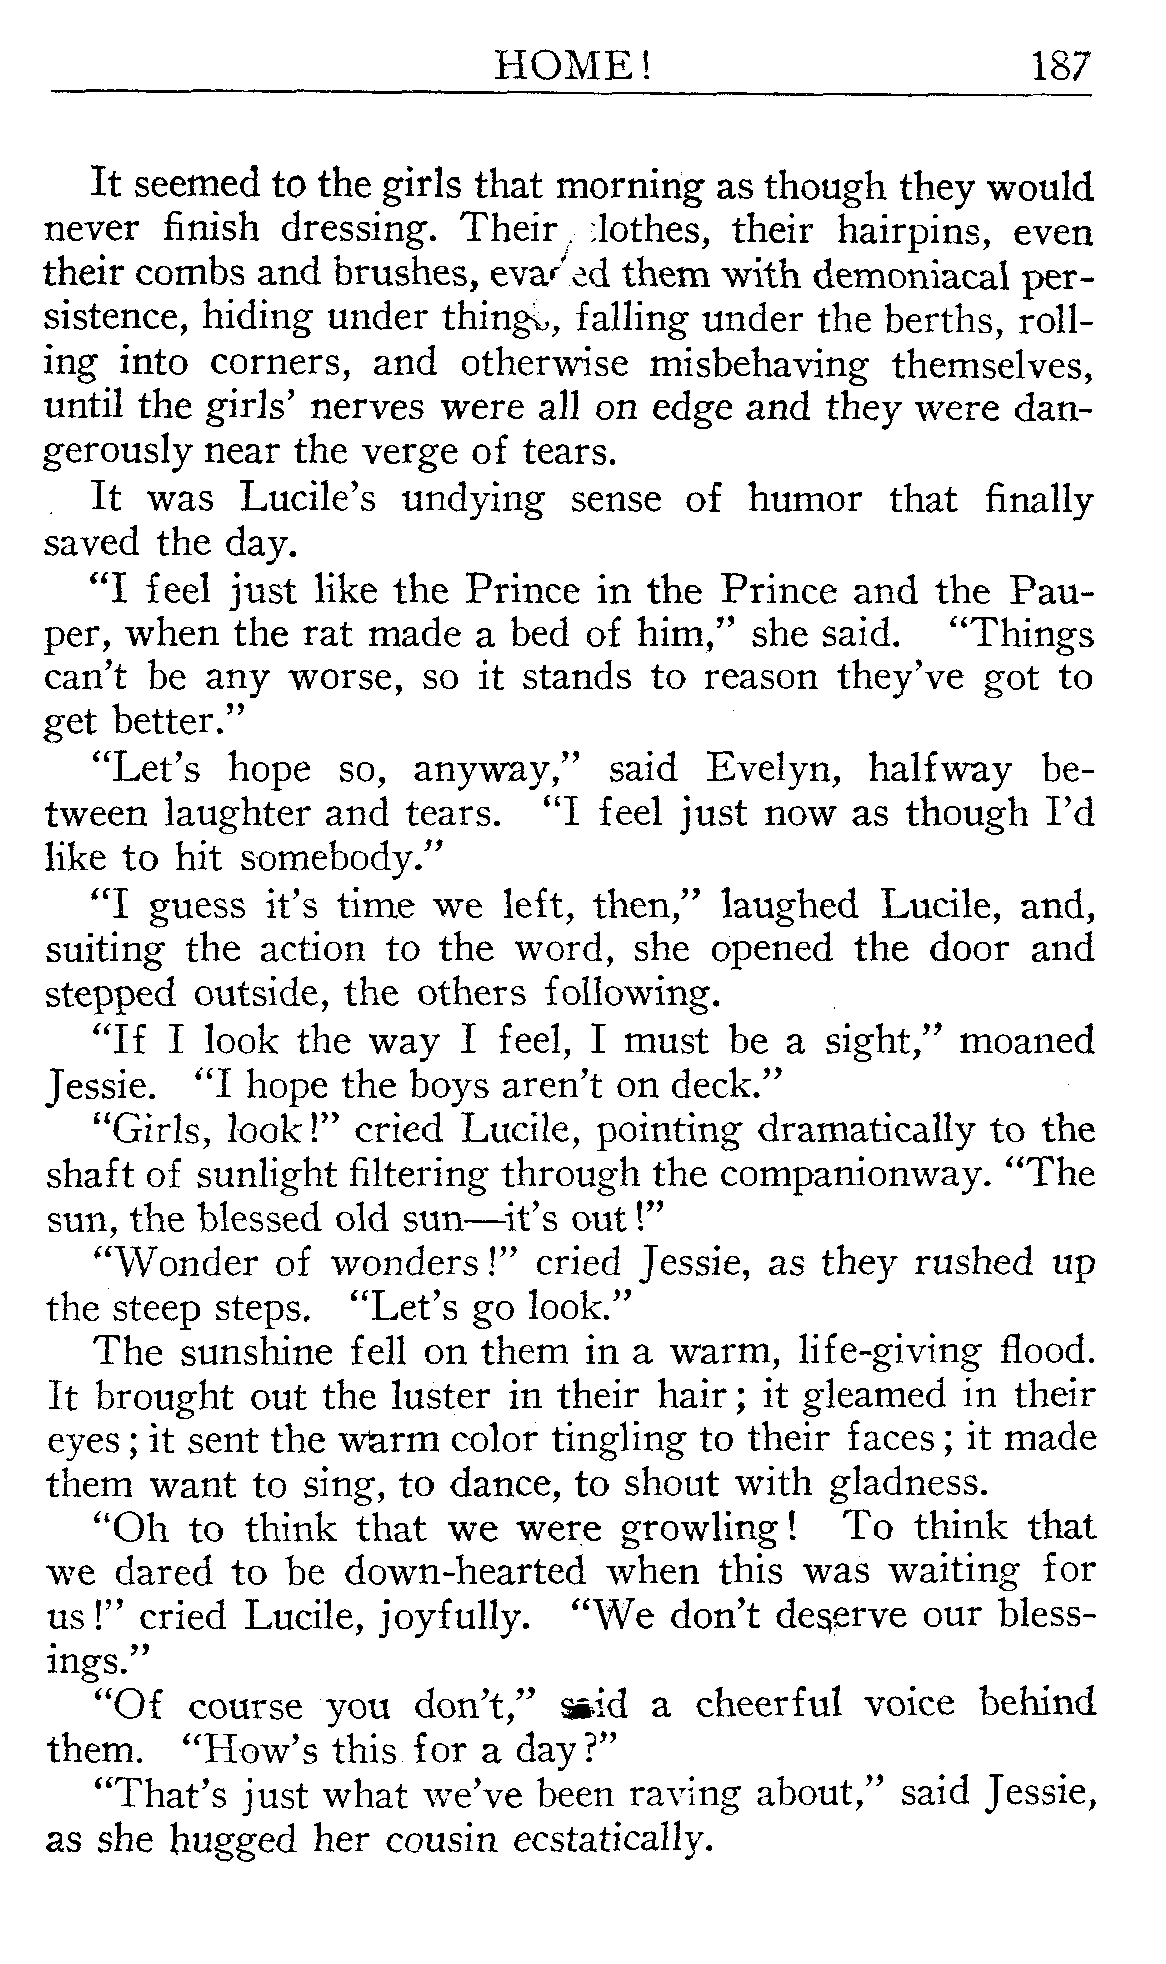 HOME! 187
It seemed to the girls that morning as though they would
never finish dressing. Their clothes, their hairpins, even
their combs and brushes, evaded them with demoniacal per-
sistence, hiding under things, falling under the berths, roll-
ing into corners, and otherwise misbehaving themselves,
until the girls' nerves were all on edge and they were dan-
gerously near the verge of tears.
It was Lucile's undying sense of humor that finally
saved the day.
"I feel just like the Prince in the Prince and the Pau-
per, when the rat made a bed of him," she said. "Things
can't be any worse, so it stands to reason they've got to
get better."
"Let's hope so, anyway," said Evelyn, halfway be-
tween laughter and tears. "I feel just now as though I'd
like to hit somebody."
"I guess it's time we left, then," laughed Lucile, and,
suiting the action to the word, she opened the door and
stepped outside, the others following.
"If I look the way I feel, I must be a sight," moaned
Jessie. "I hope the boys aren't on deck."
"Girls, look!" cried Lucile, pointing dramatically to the
shaft of sunlight filtering through the companionway. "The
sun, the blessed old sun—it's out!"
"Wonder of wonders!" cried Jessie, as they rushed up
the steep steps. "Let's go look."
The sunshine fell on them in a warm, life-giving flood.
It brought out the luster in their hair; it gleamed in their
eyes; it sent the warm color tingling to their faces; it made
them want to sing, to dance, to shout with gladness.
"Oh to think that we were growling! To think that
we dared to be down-hearted when this was waiting for
us!" cried Lucile, joyfully. "We don't deserve our bless-
ings."
"Of course you don't," said a cheerful voice behind
them. "How's this for a day?"
"That's just what we've been raving about," said Jessie,
as she hugged her cousin ecstatically.